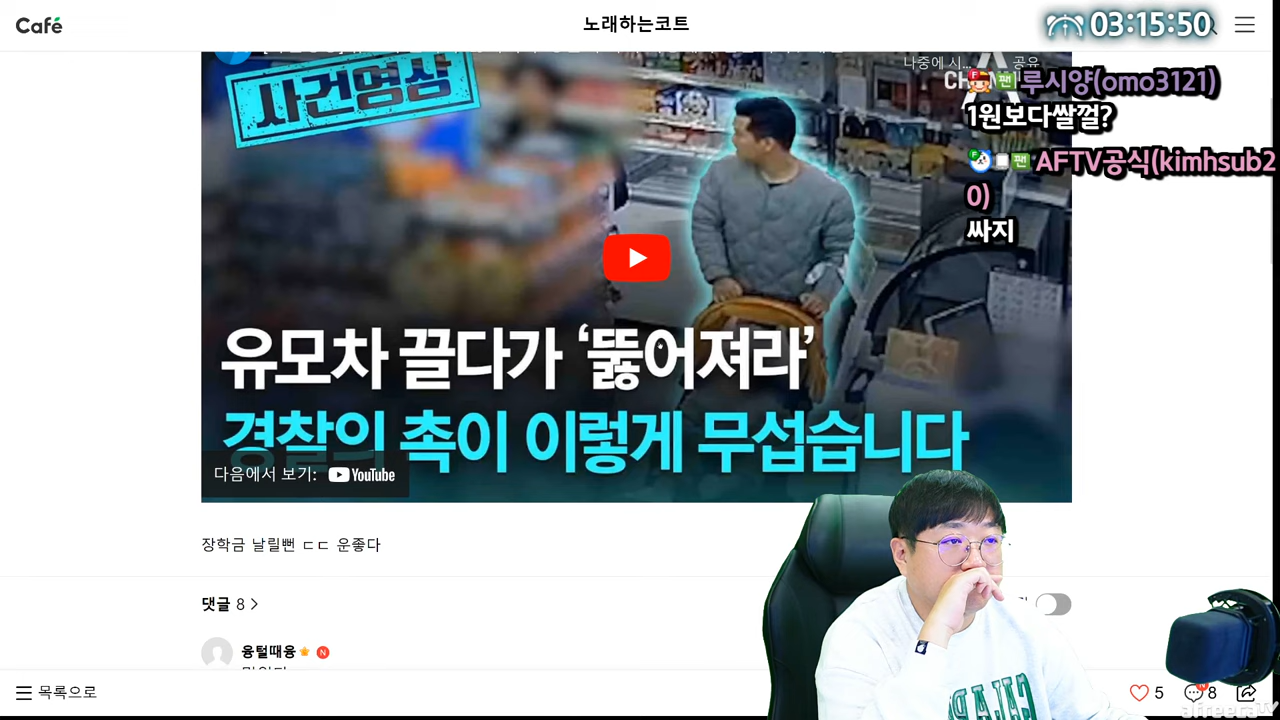 Café
노래하는코트
03:15:50
나중에 시...
공유
사건영상
루시양(omo3121)
1원보다쌀껄?
AFTV공식(kimhsub2
0)
싸지
유모차 끌다가 ‘뚫어져라’
경찰의 촉이 이렇게 무섭습니다
다음에서 보기: YouTube
장학금 날릴뻔 ㄷㄷ 운좋다
댓글 8
웅털때웅
N
목록으로
5
8
afreecaTV